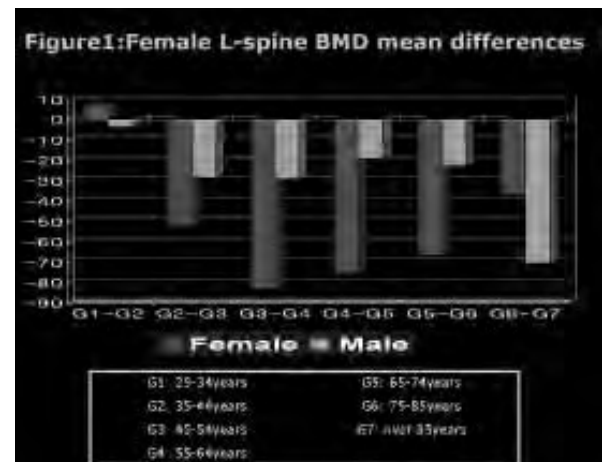 Figure1:Female L-spine BMD mean differences
10
0
-10
-20
-30
-40
-50
-60
-70
-80
-90
G1-G2 G2-G3 G3-G4 G4-G5 G5-G6 G6-G7
Female Male
G1: 29-34years G5: 65-74years
G2: 35-44years G6: 75-85years
G3: 45-54years G7: over 85years
G4: 55-64years